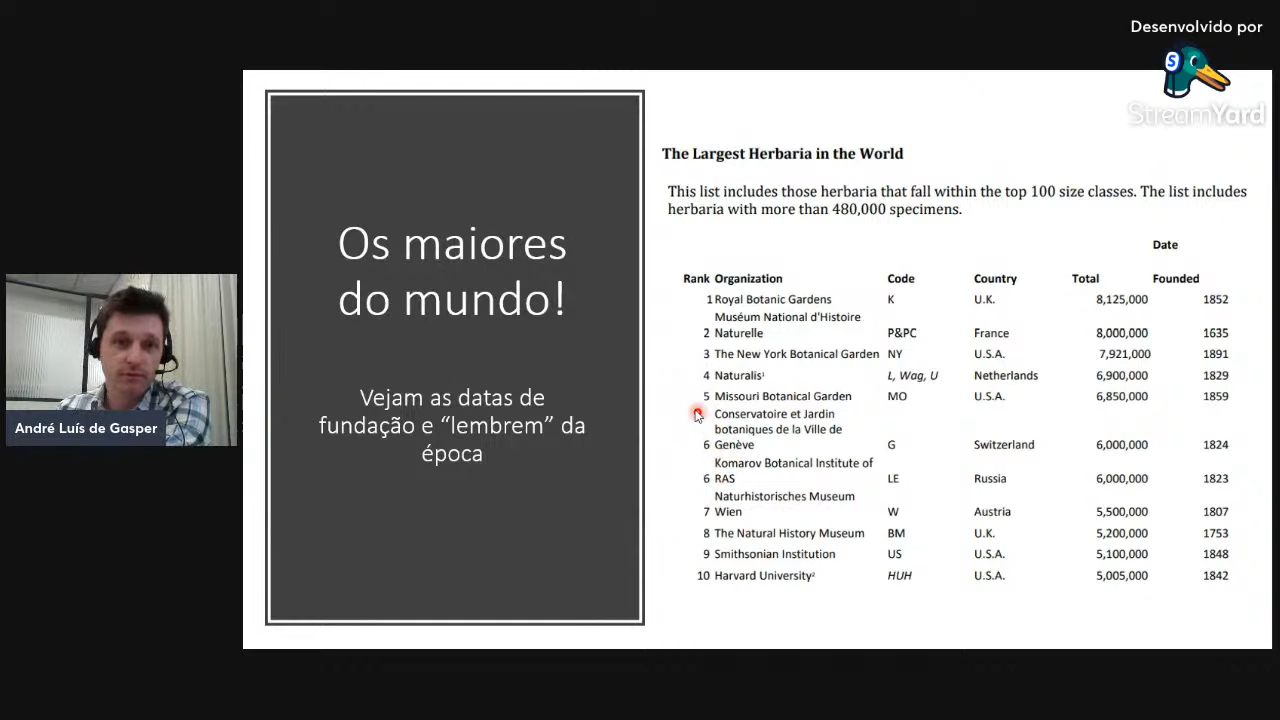 Desenvolvido por
S
StreamYard
Os maiores
do mundo!
Vejam as datas de
fundação e “lembrem” da
época
André Luís de Gasper
The Largest Herbaria in the World
This list includes those herbaria that fall within the top 100 size classes. The list includes
herbaria with more than 480,000 specimens.
Date
Rank Organization Code Country Total Founded
1 Royal Botanic Gardens K U.K. 8,125,000 1852
Muséum National d'Histoire
2 Naturelle P&PC France 8,000,000 1635
3 The New York Botanical Garden NY U.S.A. 7,921,000 1891
4 Naturalis¹ L, Wag, U Netherlands 6,900,000 1829
5 Missouri Botanical Garden MO U.S.A. 6,850,000 1859
Conservatoire et Jardin
botaniques de la Ville de
6 Genève G Switzerland 6,000,000 1824
Komarov Botanical Institute of
6 RAS LE Russia 6,000,000 1823
Naturhistorisches Museum
7 Wien W Austria 5,500,000 1807
8 The Natural History Museum BM U.K. 5,200,000 1753
9 Smithsonian Institution US U.S.A. 5,100,000 1848
10 Harvard University² HUH U.S.A. 5,005,000 1842